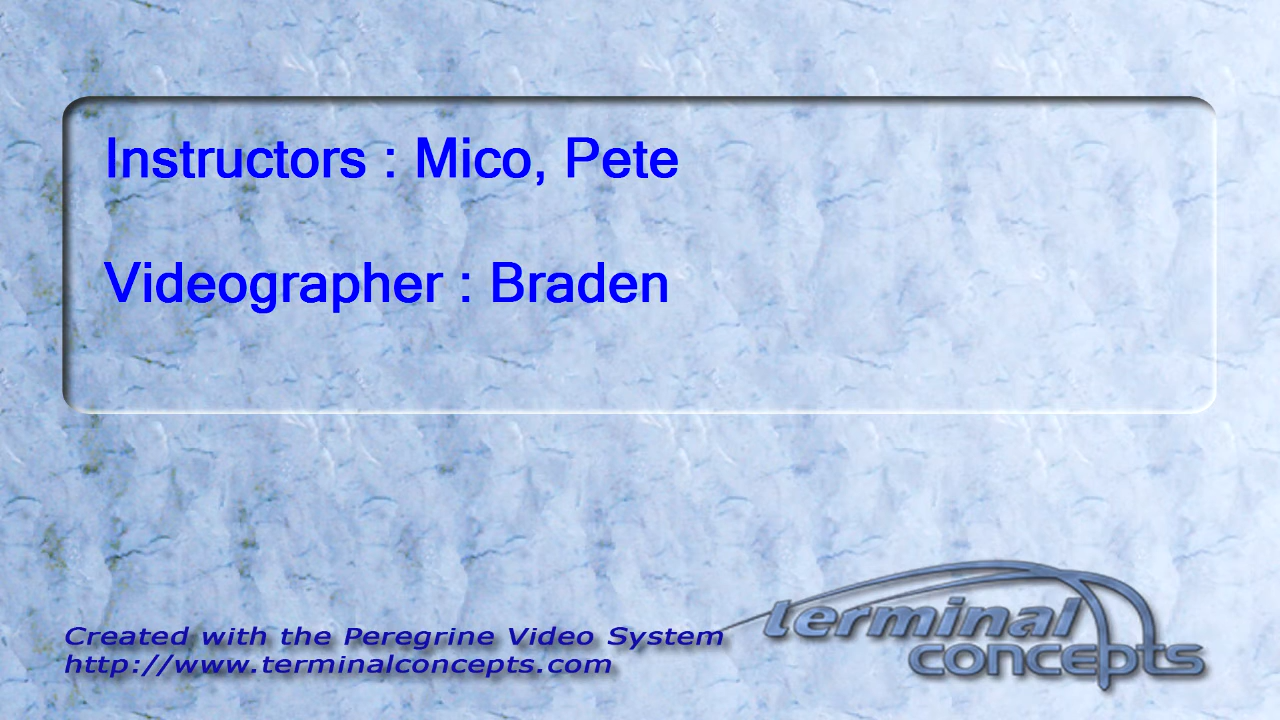 Instructors : Mico, Pete
Videographer : Braden
Created with the Peregrine Video System
http://www.terminalconcepts.com
terminal
concepts